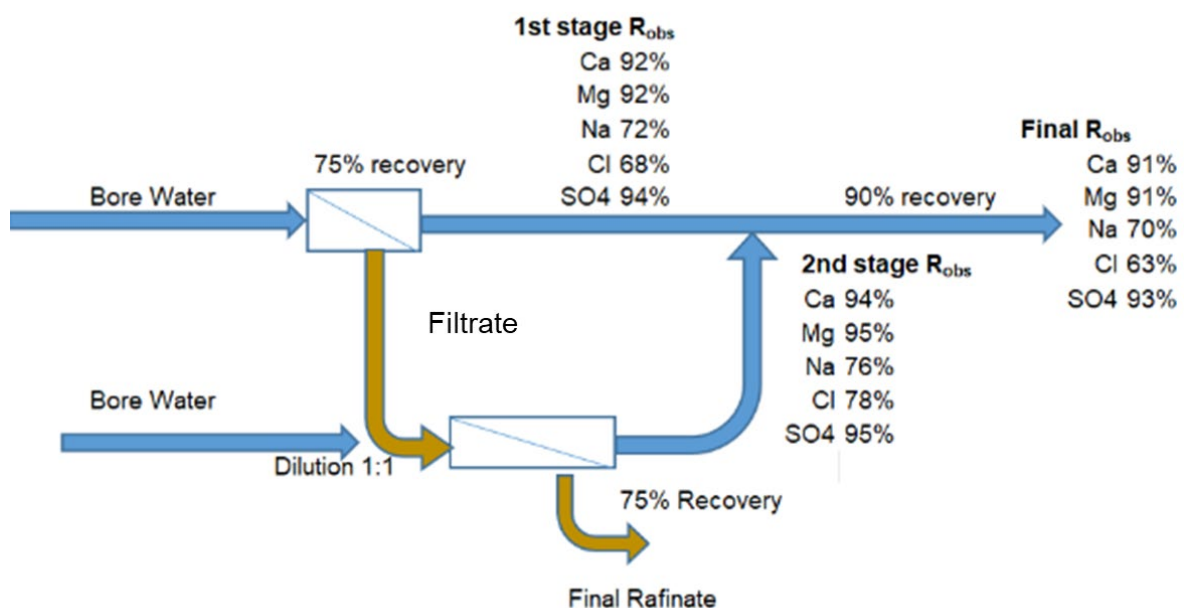 1st stage Robs
Ca 92%
Mg 92%
Na 72%
Cl 68%
SO4 94%
75% recovery
Bore Water
90% recovery
Final Robs
Ca 91%
Mg 91%
Na 70%
Cl 63%
SO4 93%
2nd stage Robs
Ca 94%
Mg 95%
Na 76%
Cl 78%
SO4 95%
Filtrate
Bore Water
Dilution 1:1
75% Recovery
Final Rafinate